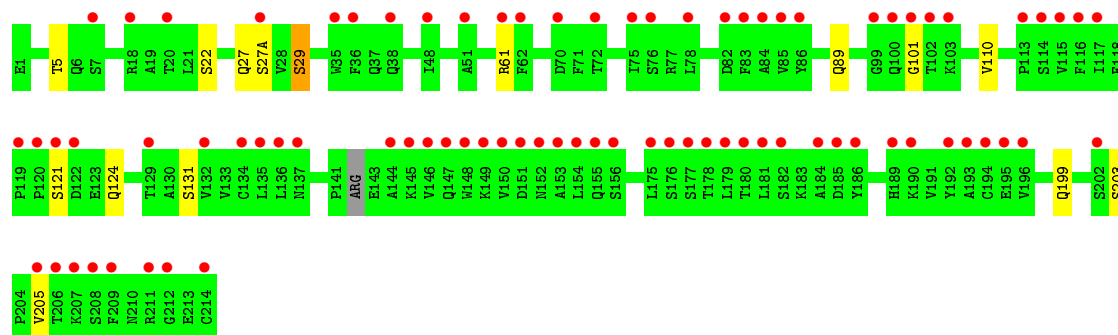 E1 T5 Q6 S7 R18 A19 T20 L21 S22 Q27 S27A V28 S29 W35 F36 Q37 Q38 I48 A51 R61 F62 D70 F71 T72 I75 S76 R77 L78 D82 F83 A84 V85 Y86 Q89 G99 Q100 G101 T102 K103 V110 P113 S114 V115 F116 I117 F118
P119 P120 S121 D122 E123 Q124 T129 A130 S131 V132 V133 C134 L135 L136 N137 P141 ARG E143 A144 K145 V146 Q147 W148 K149 V150 D151 N152 A153 L154 Q155 S156 L175 S176 S177 T178 L179 T180 L181 S182 K183 A184 D185 Y186 H189 K190 V191 Y192 A193 C194 E195 V196 Q199 S202 S203
P204 V205 T206 K207 S208 F209 N210 R211 G212 E213 C214